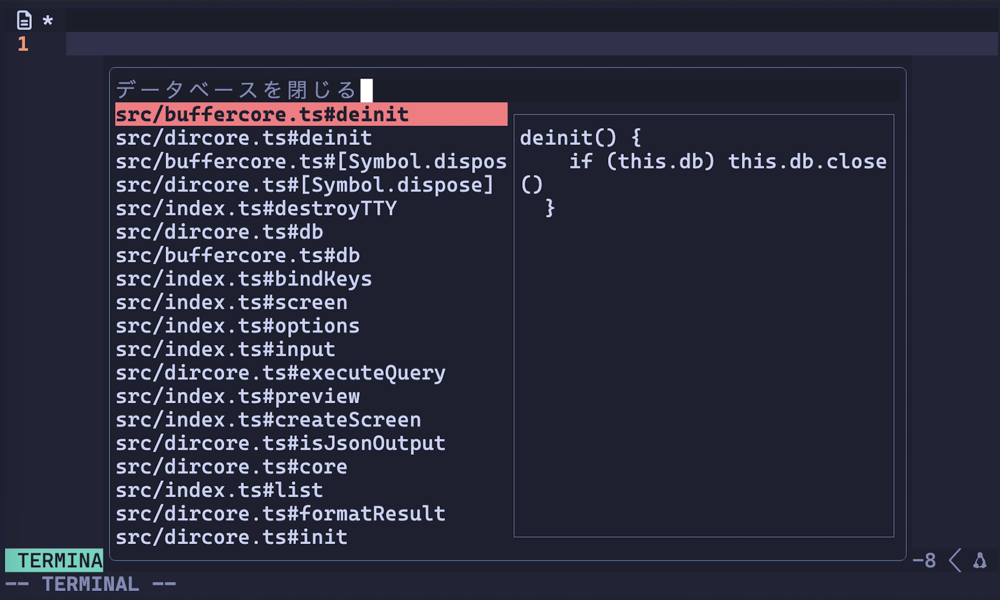 *
1
データベースを閉じる
src/buffercore.ts#deinit
src/dircore.ts#deinit
src/buffercore.ts#[Symbol.dispos
src/dircore.ts#[Symbol.dispose]
src/index.ts#destroyTTY
src/dircore.ts#db
src/buffercore.ts#db
src/index.ts#bindKeys
src/index.ts#screen
src/index.ts#options
src/index.ts#input
src/dircore.ts#executeQuery
src/index.ts#preview
src/index.ts#createScreen
src/dircore.ts#isJsonOutput
src/dircore.ts#core
src/index.ts#list
src/dircore.ts#formatResult
src/dircore.ts#init
deinit() {
    if (this.db) this.db.close
()
  }
TERMINA
-8
-- TERMINAL --